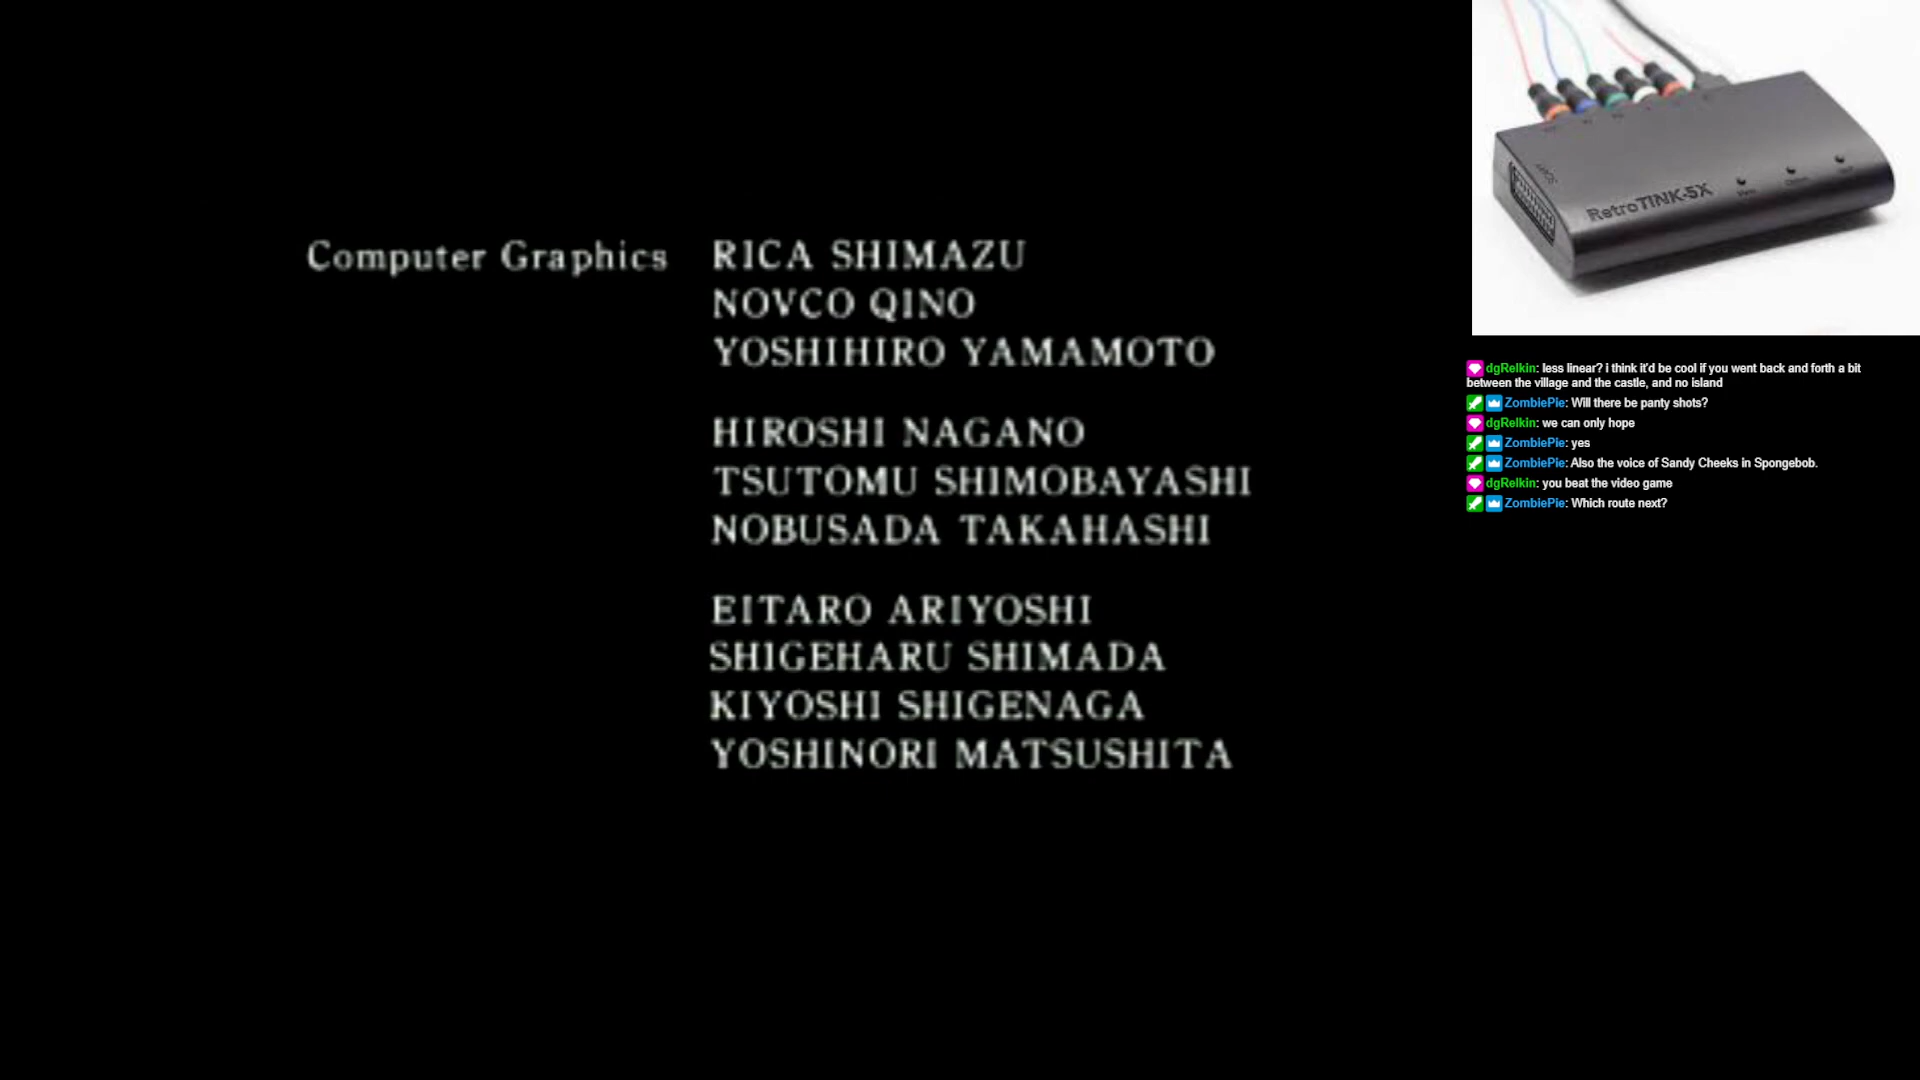 Computer Graphics RICA SHIMAZU
NOVCO QINO
YOSHIHIRO YAMAMOTO
HIROSHI NAGANO
TSUTOMU SHIMOBAYASHI
NOBUSADA TAKAHASHI
EITARO ARIYOSHI
SHIGEHARU SHIMADA
KIYOSHI SHIGENAGA
YOSHINORI MATSUSHITA
SCART
RetroTINK-5X
dgRelkin: less linear? i think it'd be cool if you went back and forth a bit
between the village and the castle, and no island
ZombiePie: Will there be panty shots?
dgRelkin: we can only hope
ZombiePie: yes
ZombiePie: Also the voice of Sandy Cheeks in Spongebob.
dgRelkin: you beat the video game
ZombiePie: Which route next?